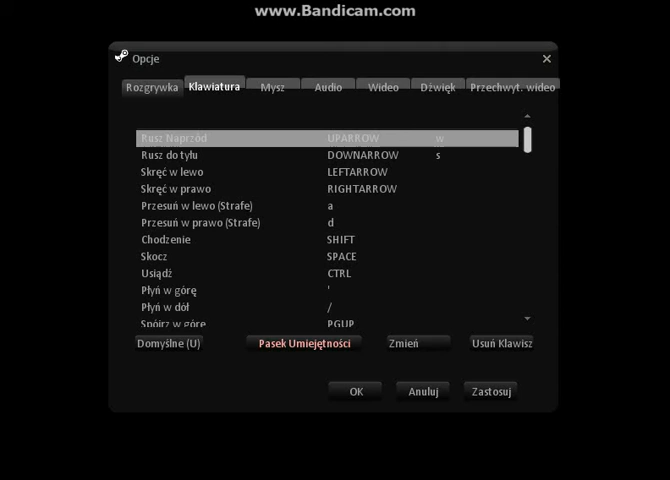 www.Bandicam.com
Opcje
Rozgrywka Klawiatura Mysz Audio Wideo Dźwięk Przechwyt. wideo
Rusz Naprzód UPARROW w
Rusz do tyłu DOWNARROW s
Skręć w lewo LEFTARROW
Skręć w prawo RIGHTARROW
Przesuń w lewo (Strafe) a
Przesuń w prawo (Strafe) d
Chodzenie SHIFT
Skocz SPACE
Usiądź CTRL
Płyń w górę '
Płyń w dół /
Spójrz w górę PGUP
Domyślne (U) Pasek Umiejętności Zmień Usuń Klawisz
OK Anuluj Zastosuj